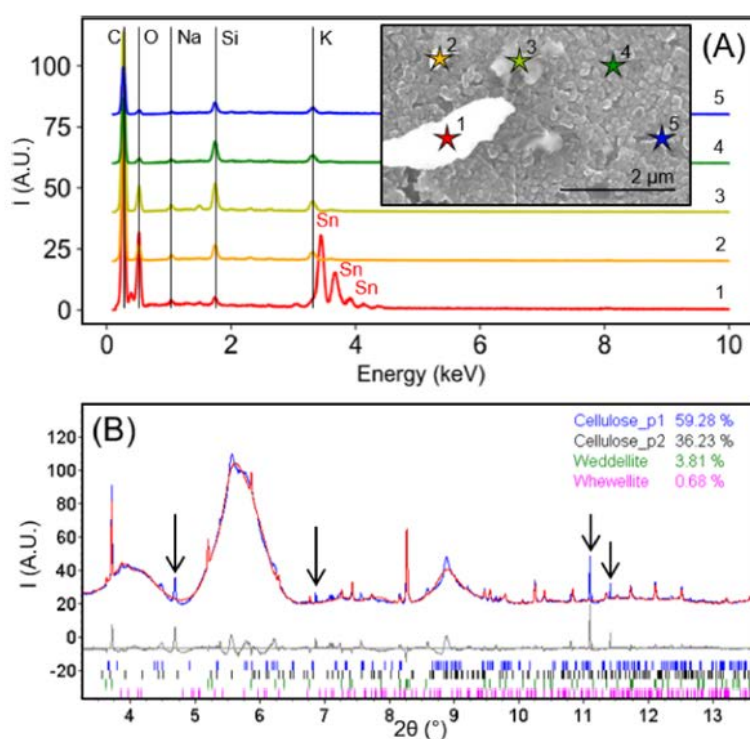 C O Na Si K (A)
100
75
50
25
0
I (A.U.)
5
4
3
2
1
Sn
Sn
Sn
1
2
3
4
5
2 µm
0 2 4 6 8 10
Energy (keV)
(B)
Cellulose_p1 59.28 %
Cellulose_p2 36.23 %
Weddellite 3.81 %
Whewellite 0.68 %
120
100
80
60
40
20
0
-20
I (A.U.)
4 5 6 7 8 9 10 11 12 13
2θ (°)